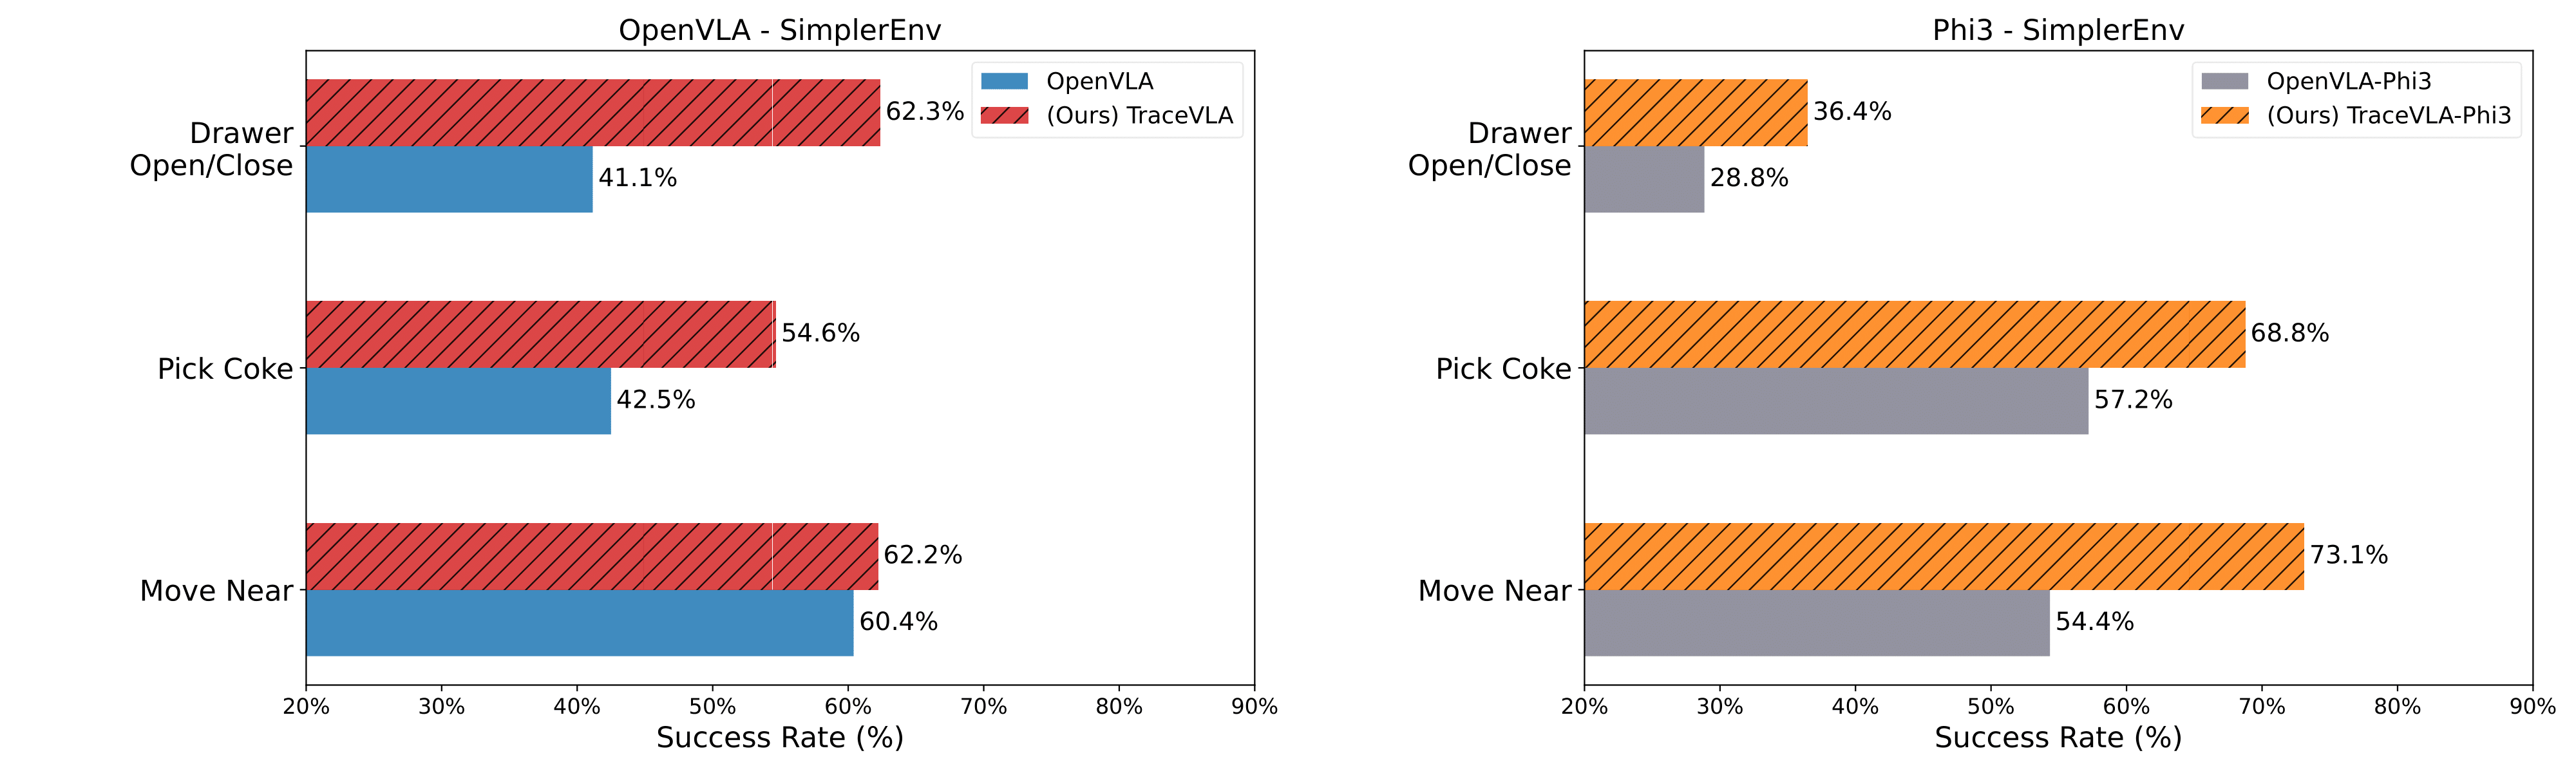 OpenVLA - SimplerEnv
OpenVLA
(Ours) TraceVLA
Drawer
Open/Close
62.3%
41.1%
Pick Coke
54.6%
42.5%
Move Near
62.2%
60.4%
20% 30% 40% 50% 60% 70% 80% 90%
Success Rate (%)
Phi3 - SimplerEnv
OpenVLA-Phi3
(Ours) TraceVLA-Phi3
Drawer
Open/Close
36.4%
28.8%
Pick Coke
68.8%
57.2%
Move Near
73.1%
54.4%
20% 30% 40% 50% 60% 70% 80% 90%
Success Rate (%)